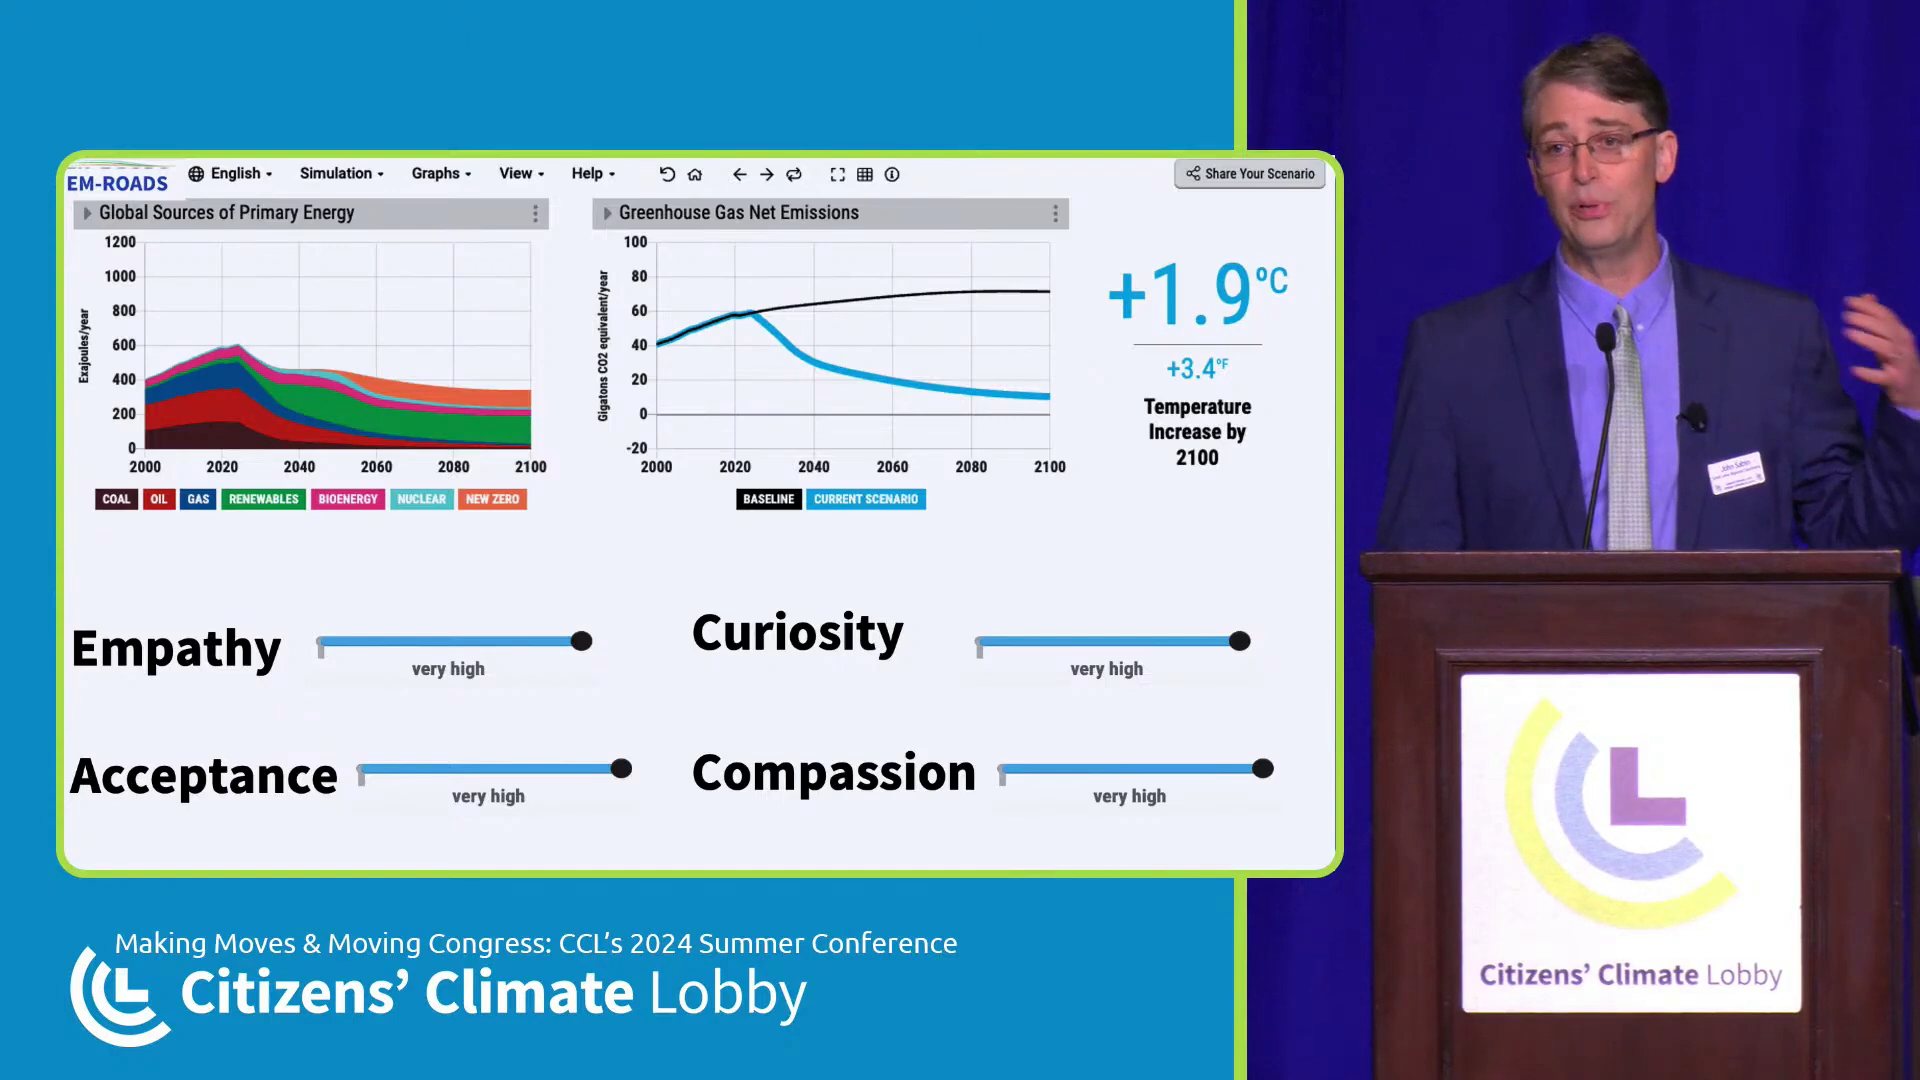 EM-ROADS
English
Simulation
Graphs
View
Help
Share Your Scenario
Global Sources of Primary Energy
1200
1000
800
600
400
200
0
Exajoules/year
2000 2020 2040 2060 2080 2100
COAL OIL GAS RENEWABLES BIOENERGY NUCLEAR NEW ZERO
Greenhouse Gas Net Emissions
100
80
60
40
20
0
-20
Gigatons CO2 equivalent/year
2000 2020 2040 2060 2080 2100
BASELINE CURRENT SCENARIO
+1.9°C
+3.4°F
Temperature
Increase by
2100
Empathy
very high
Curiosity
very high
Acceptance
very high
Compassion
very high
Making Moves & Moving Congress: CCL's 2024 Summer Conference
Citizens' Climate Lobby
John Sabin
Citizens' Climate Lobby